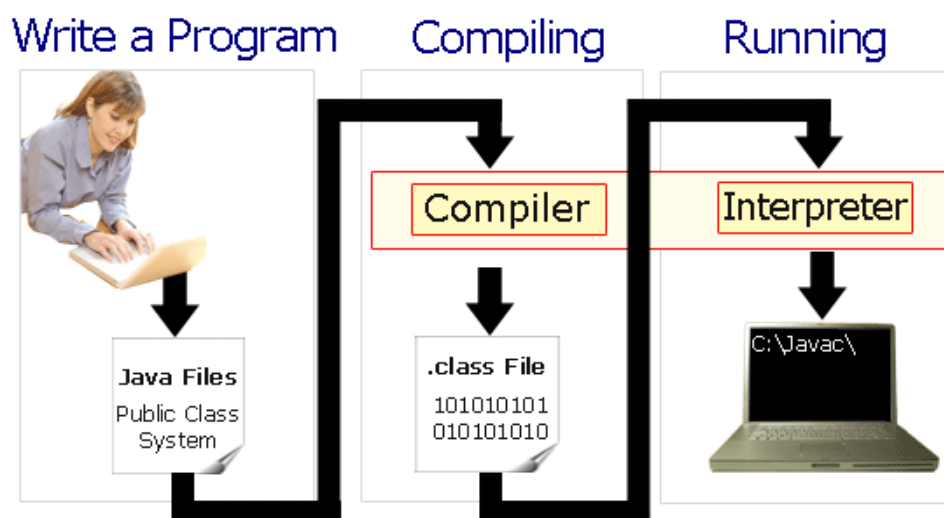 Write a Program
Compiling
Running
Compiler
Interpreter
Java Files
Public Class
System
.class File
101010101
010101010
C:\Javac\